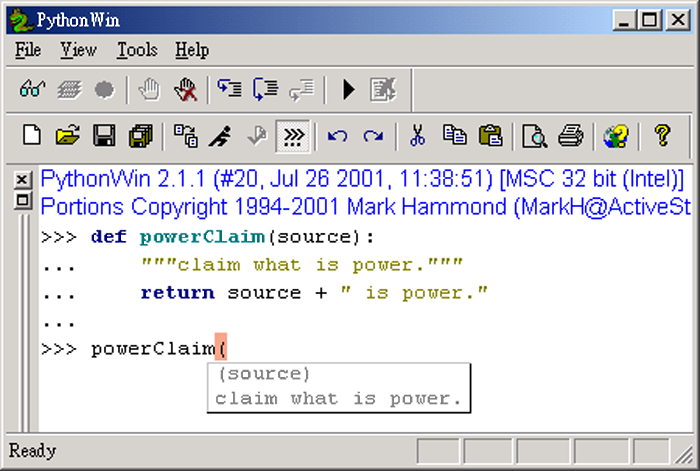 PythonWin
File View Tools Help
PythonWin 2.1.1 (#20, Jul 26 2001, 11:38:51) [MSC 32 bit (Intel)]
Portions Copyright 1994-2001 Mark Hammond (MarkH@ActiveSt
>>> def powerClaim(source):
...     """claim what is power."""
...     return source + " is power."
...
>>> powerClaim(
(source)
claim what is power.
Ready